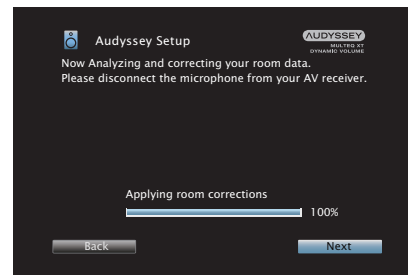 Audyssey Setup
AUDYSSEY
MULTEQ XT
DYNAMIC VOLUME
Now Analyzing and correcting your room data.
Please disconnect the microphone from your AV receiver.
Applying room corrections
100%
Back
Next